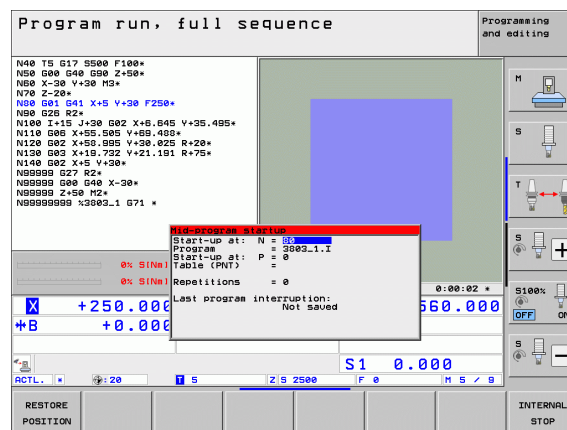 Program run, full sequence
Programming
and editing
N40 T5 G17 S500 F100*
N50 G00 G40 G90 Z+50*
N60 X-30 Y+30 M3*
N70 Z-20*
N80 G01 G41 X+5 Y+30 F250*
N90 G26 R2*
N100 I+15 J+30 G02 X+6.645 Y+35.495*
N110 G06 X+55.505 Y+69.488*
N120 G02 X+58.995 Y+30.025 R+20*
N130 G03 X+19.732 Y+21.191 R+75*
N140 G02 X+5 Y+30*
N99999 G27 R2*
N99999 G00 G40 X-30*
N99999 Z+50 M2*
N99999999 %3803_1 G71 *
Mid-program startup
Start-up at: N = 80
Program = 3803_1.I
Start-up at: P = 0
Table (PNT) =
Repetitions = 0
Last program interruption:
Not saved
0% S[Nm]
0% S[Nm]
0:00:02 *
X +250.000
560.000
+B +0.000
S1 0.000
ACTL. * : 20 T 5 Z S 2500 F 0 M 5 / 9
M
S
T
S
S100%
OFF ON
S
RESTORE
POSITION
INTERNAL
STOP